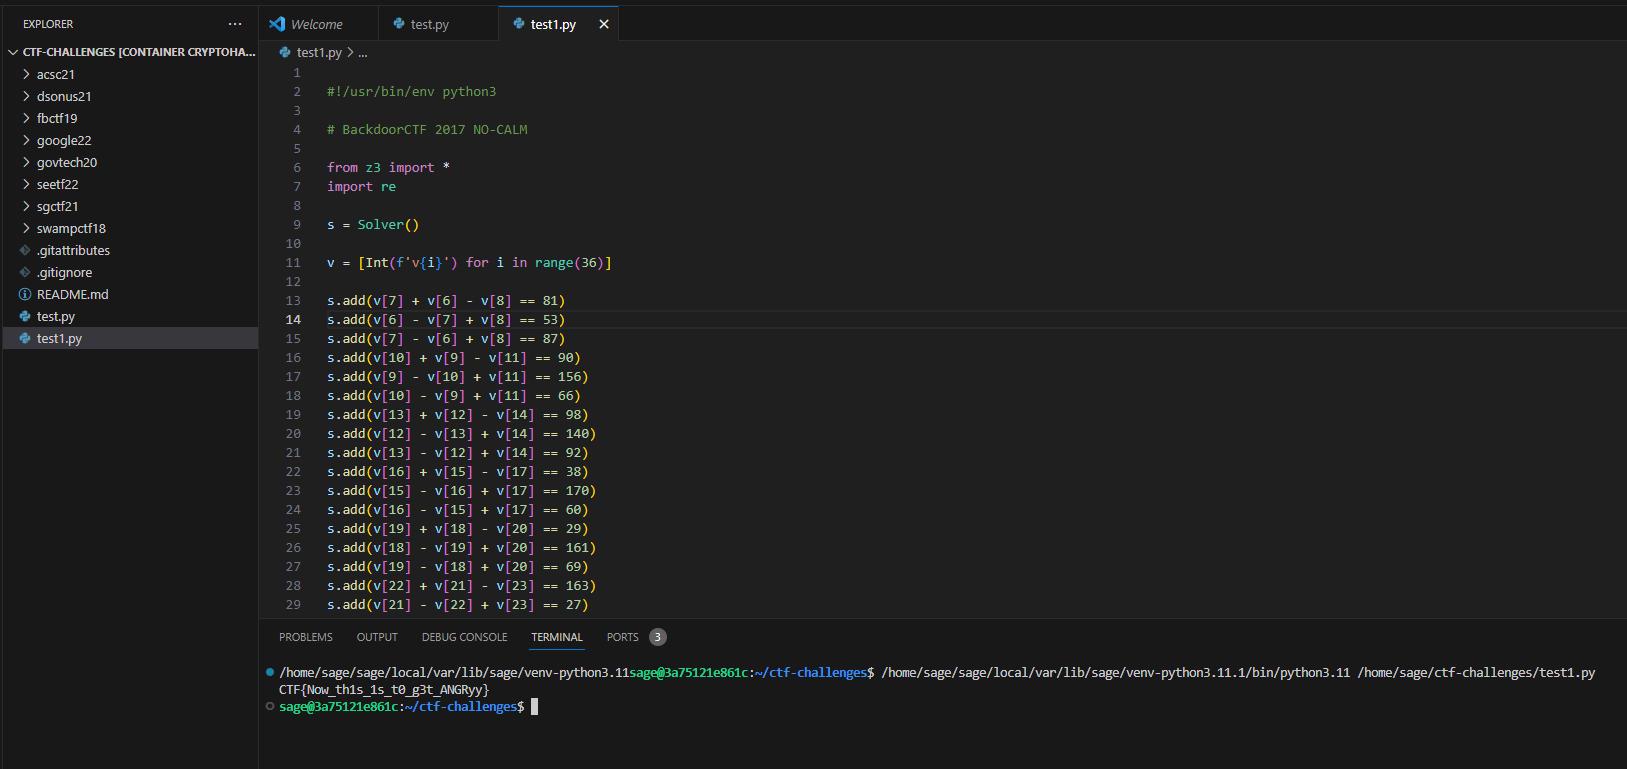 EXPLORER ...
CTF-CHALLENGES [CONTAINER CRYPTOHA...
acsc21
dsonus21
fbctf19
google22
govtech20
seetf22
sgctf21
swampctf18
.gitattributes
.gitignore
README.md
test.py
test1.py
Welcome test.py test1.py
test1.py > ...
1
2 #!/usr/bin/env python3
3
4 # BackdoorCTF 2017 NO-CALM
5
6 from z3 import *
7 import re
8
9 s = Solver()
10
11 v = [Int(f'v{i}') for i in range(36)]
12
13 s.add(v[7] + v[6] - v[8] == 81)
14 s.add(v[6] - v[7] + v[8] == 53)
15 s.add(v[7] - v[6] + v[8] == 87)
16 s.add(v[10] + v[9] - v[11] == 90)
17 s.add(v[9] - v[10] + v[11] == 156)
18 s.add(v[10] - v[9] + v[11] == 66)
19 s.add(v[13] + v[12] - v[14] == 98)
20 s.add(v[12] - v[13] + v[14] == 140)
21 s.add(v[13] - v[12] + v[14] == 92)
22 s.add(v[16] + v[15] - v[17] == 38)
23 s.add(v[15] - v[16] + v[17] == 170)
24 s.add(v[16] - v[15] + v[17] == 60)
25 s.add(v[19] + v[18] - v[20] == 29)
26 s.add(v[18] - v[19] + v[20] == 161)
27 s.add(v[19] - v[18] + v[20] == 69)
28 s.add(v[22] + v[21] - v[23] == 163)
29 s.add(v[21] - v[22] + v[23] == 27)
PROBLEMS OUTPUT DEBUG CONSOLE TERMINAL PORTS 3
/home/sage/sage/local/var/lib/sage/venv-python3.11sage@3a75121e861c:~/ctf-challenges$ /home/sage/sage/local/var/lib/sage/venv-python3.11.1/bin/python3.11 /home/sage/ctf-challenges/test1.py
CTF{Now_th1s_1s_t0_g3t_ANGRyy}
sage@3a75121e861c:~/ctf-challenges$